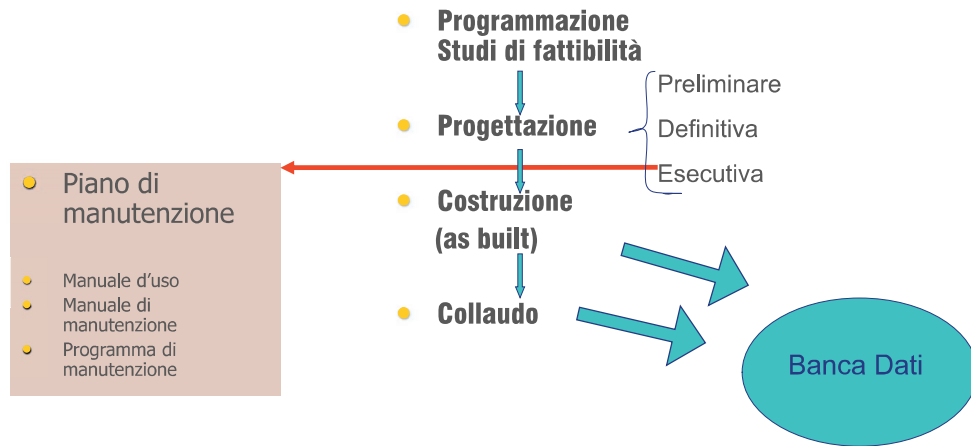 Programmazione
Studi di fattibilità
Preliminare
Progettazione
Definitiva
Esecutiva
Piano di
manutenzione
Costruzione
(as built)
Manuale d'uso
Manuale di
manutenzione
Programma di
manutenzione
Collaudo
Banca Dati